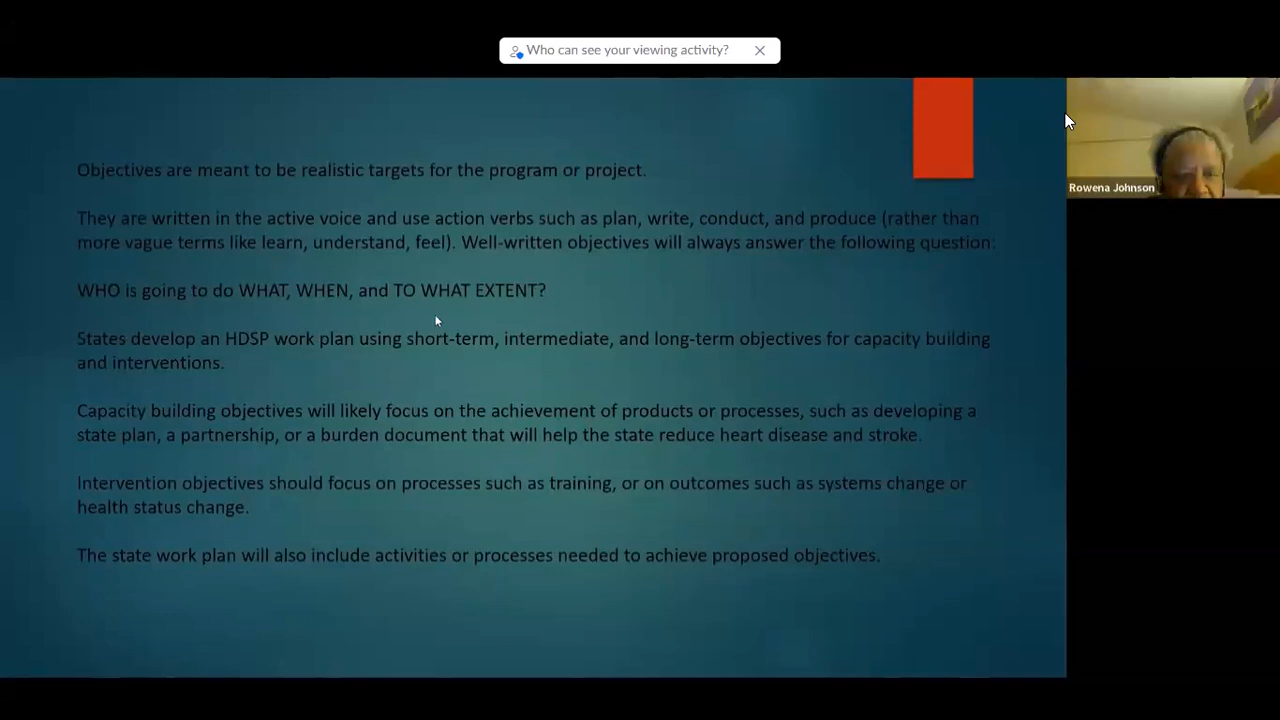 Who can see your viewing activity?
Objectives are meant to be realistic targets for the program or project.
They are written in the active voice and use action verbs such as plan, write, conduct, and produce (rather than
more vague terms like learn, understand, feel). Well-written objectives will always answer the following question:
WHO is going to do WHAT, WHEN, and TO WHAT EXTENT?
States develop an HDSP work plan using short-term, intermediate, and long-term objectives for capacity building
and interventions.
Capacity building objectives will likely focus on the achievement of products or processes, such as developing a
state plan, a partnership, or a burden document that will help the state reduce heart disease and stroke.
Intervention objectives should focus on processes such as training, or on outcomes such as systems change or
health status change.
The state work plan will also include activities or processes needed to achieve proposed objectives.
Rowena Johnson